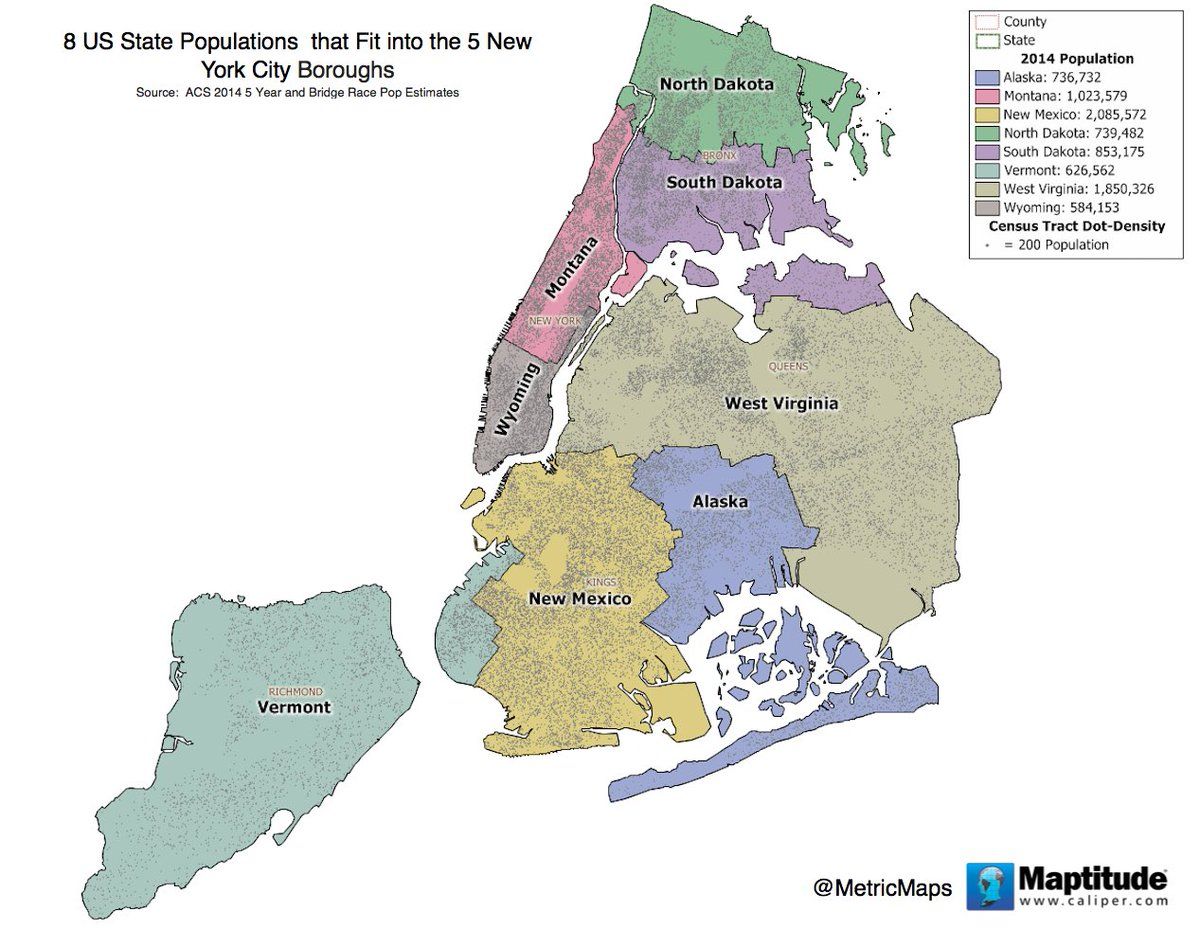 8 US State Populations that Fit into the 5 New
York City Boroughs
Source: ACS 2014 5 Year and Bridge Race Pop Estimates
County
State
2014 Population
Alaska: 736,732
Montana: 1,023,579
New Mexico: 2,085,572
North Dakota: 739,482
South Dakota: 853,175
Vermont: 626,562
West Virginia: 1,850,326
Wyoming: 584,153
Census Tract Dot-Density
= 200 Population
North Dakota
BRONX
South Dakota
Montana
NEW YORK
Wyoming
QUEENS
West Virginia
Alaska
KINGS
New Mexico
RICHMOND
Vermont
@MetricMaps
Maptitude
www.caliper.com